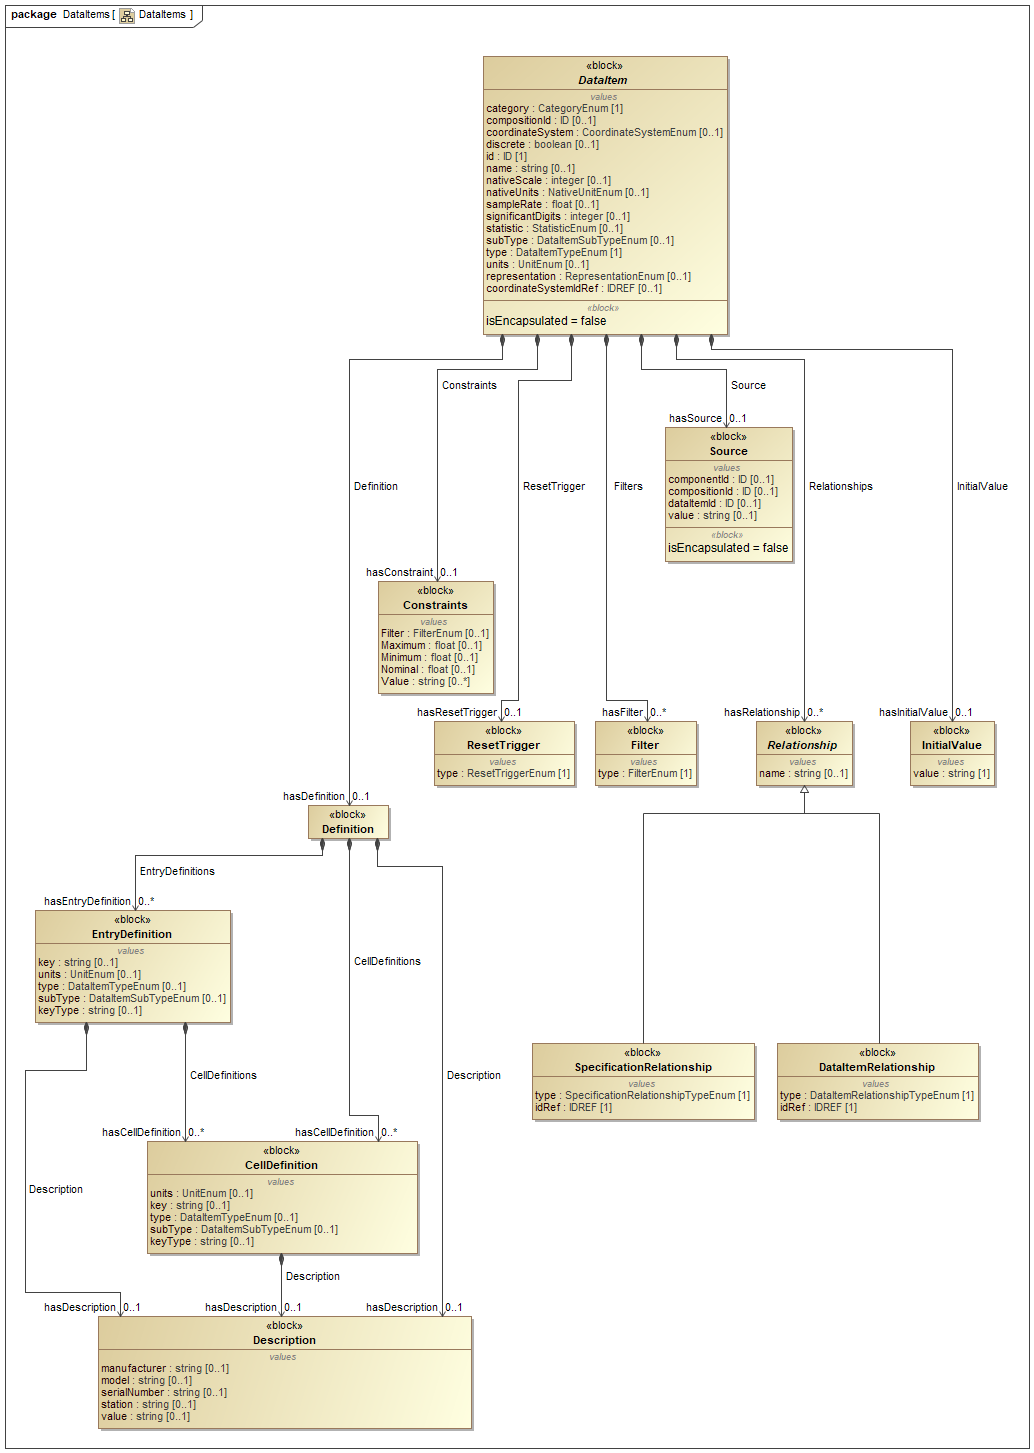 package DataItems [ DataItems ]
«block»
DataItem
values
category : CategoryEnum [1]
compositionId : ID [0..1]
coordinateSystem : CoordinateSystemEnum [0..1]
discrete : boolean [0..1]
id : ID [1]
name : string [0..1]
nativeScale : integer [0..1]
nativeUnits : NativeUnitEnum [0..1]
sampleRate : float [0..1]
significantDigits : integer [0..1]
statistic : StatisticEnum [0..1]
subType : DataItemSubTypeEnum [0..1]
type : DataItemTypeEnum [1]
units : UnitEnum [0..1]
representation : RepresentationEnum [0..1]
coordinateSystemIdRef : IDREF [0..1]
«block»
isEncapsulated = false
Constraints
Source
hasSource 0..1
«block»
Source
values
componentId : ID [0..1]
compositionId : ID [0..1]
dataItemId : ID [0..1]
value : string [0..1]
«block»
isEncapsulated = false
Definition
ResetTrigger
Filters
Relationships
InitialValue
hasConstraint 0..1
«block»
Constraints
values
Filter : FilterEnum [0..1]
Maximum : float [0..1]
Minimum : float [0..1]
Nominal : float [0..1]
Value : string [0..*]
hasResetTrigger 0..1
«block»
ResetTrigger
values
type : ResetTriggerEnum [1]
hasFilter 0..*
«block»
Filter
values
type : FilterEnum [1]
hasRelationship 0..*
«block»
Relationship
values
name : string [0..1]
hasInitialValue 0..1
«block»
InitialValue
values
value : string [1]
hasDefinition 0..1
«block»
Definition
EntryDefinitions
hasEntryDefinition 0..*
«block»
EntryDefinition
values
key : string [0..1]
units : UnitEnum [0..1]
type : DataItemTypeEnum [0..1]
subType : DataItemSubTypeEnum [0..1]
keyType : string [0..1]
CellDefinitions
«block»
SpecificationRelationship
values
type : SpecificationRelationshipTypeEnum [1]
idRef : IDREF [1]
«block»
DataItemRelationship
values
type : DataItemRelationshipTypeEnum [1]
idRef : IDREF [1]
CellDefinitions
Description
hasCellDefinition 0..*
hasCellDefinition 0..*
«block»
CellDefinition
values
units : UnitEnum [0..1]
key : string [0..1]
type : DataItemTypeEnum [0..1]
subType : DataItemSubTypeEnum [0..1]
keyType : string [0..1]
Description
Description
hasDescription 0..1
hasDescription 0..1
hasDescription 0..1
«block»
Description
values
manufacturer : string [0..1]
model : string [0..1]
serialNumber : string [0..1]
station : string [0..1]
value : string [0..1]